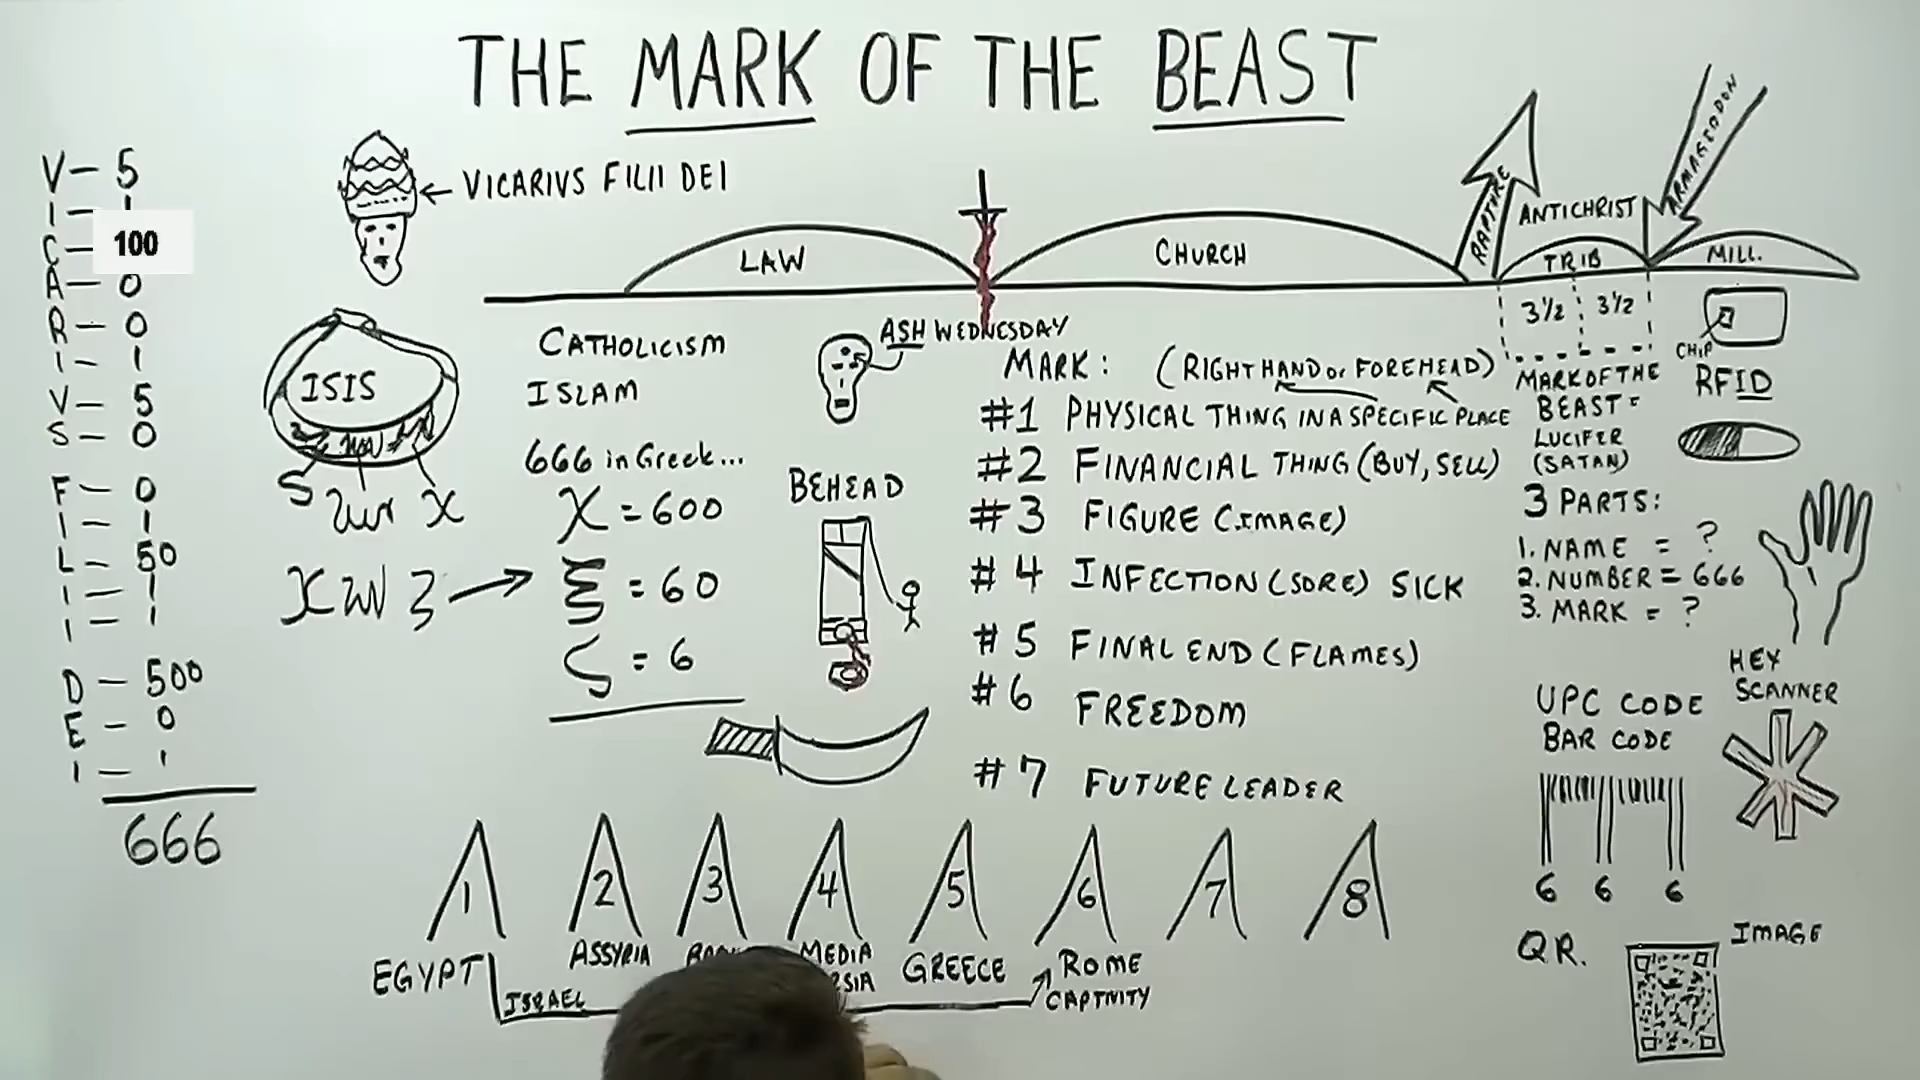 THE MARK OF THE BEAST
V – 5
I –
C – 100
A – 0
R – 0
I – 1
V – 5
S – 0
F – 0
I – 1
L – 50
I – 1
I – 1
D – 500
E – 0
I – 1
666
VICARIVS FILII DEI
LAW
CHURCH
RAPTURE
ANTICHRIST
TRIB
ARMAGEDDON
MILL.
3 1/2
3 1/2
ISIS
CATHOLICISM
ISLAM
666 in Greek...
χ = 600
ξ = 60
ς = 6
ASH WEDNESDAY
BEHEAD
MARK: (RIGHT HAND or FOREHEAD)
#1 PHYSICAL THING IN A SPECIFIC PLACE
#2 FINANCIAL THING (BUY, SELL)
#3 FIGURE (IMAGE)
#4 INFECTION (SORE) SICK
#5 FINAL END (FLAMES)
#6 FREEDOM
#7 FUTURE LEADER
MARK OF THE
BEAST =
LUCIFER
(SATAN)
3 PARTS:
1. NAME = ?
2. NUMBER = 666
3. MARK = ?
CHIP
RFID
HEX
SCANNER
UPC CODE
BAR CODE
6 6 6
QR.
IMAGE
1 2 3 4 5 6 7 8
EGYPT
ASSYRIA
MEDIA
GREECE
ROME
ISRAEL
CAPTIVITY